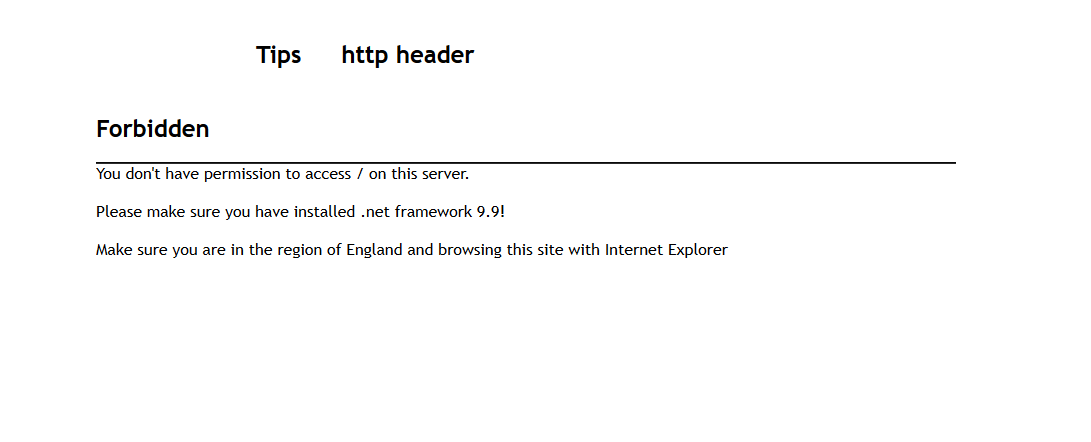 Tips http header
Forbidden
You don't have permission to access / on this server.
Please make sure you have installed .net framework 9.9!
Make sure you are in the region of England and browsing this site with Internet Explorer